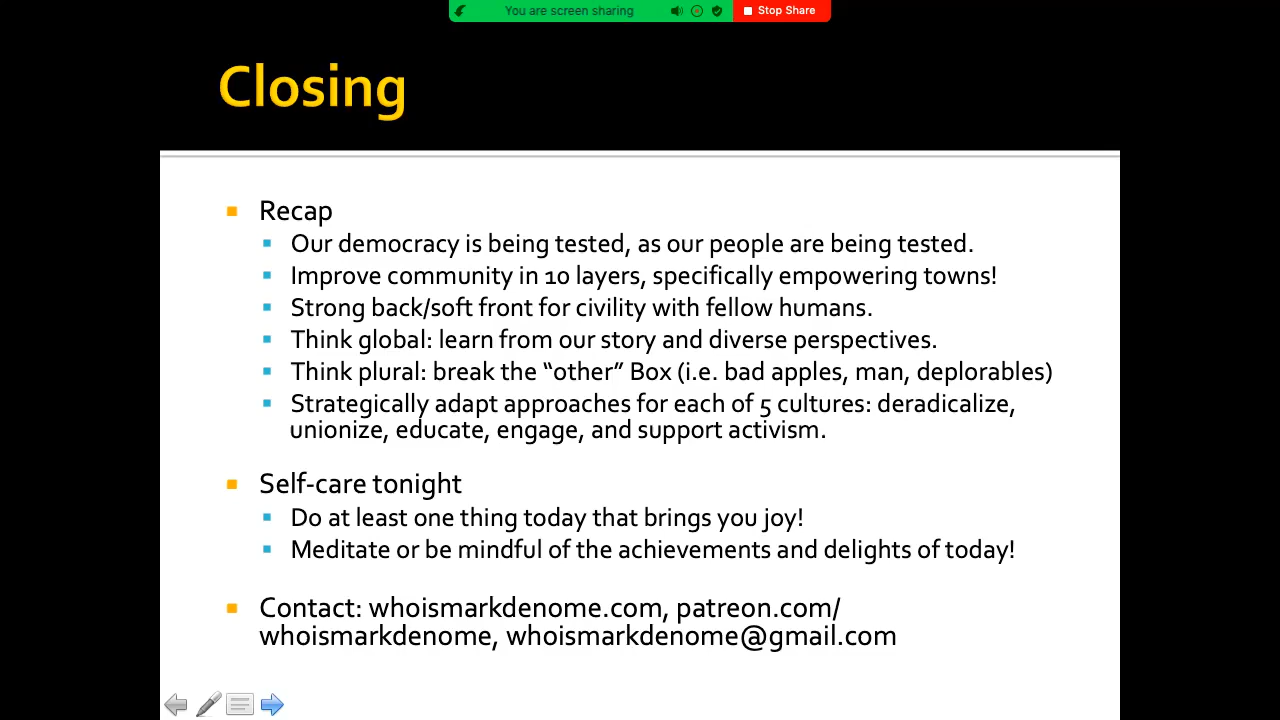 You are screen sharing
Stop Share
Closing
Recap
Our democracy is being tested, as our people are being tested.
Improve community in 10 layers, specifically empowering towns!
Strong back/soft front for civility with fellow humans.
Think global: learn from our story and diverse perspectives.
Think plural: break the “other” Box (i.e. bad apples, man, deplorables)
Strategically adapt approaches for each of 5 cultures: deradicalize,
unionize, educate, engage, and support activism.
Self-care tonight
Do at least one thing today that brings you joy!
Meditate or be mindful of the achievements and delights of today!
Contact: whoismarkdenome.com, patreon.com/
whoismarkdenome, whoismarkdenome@gmail.com